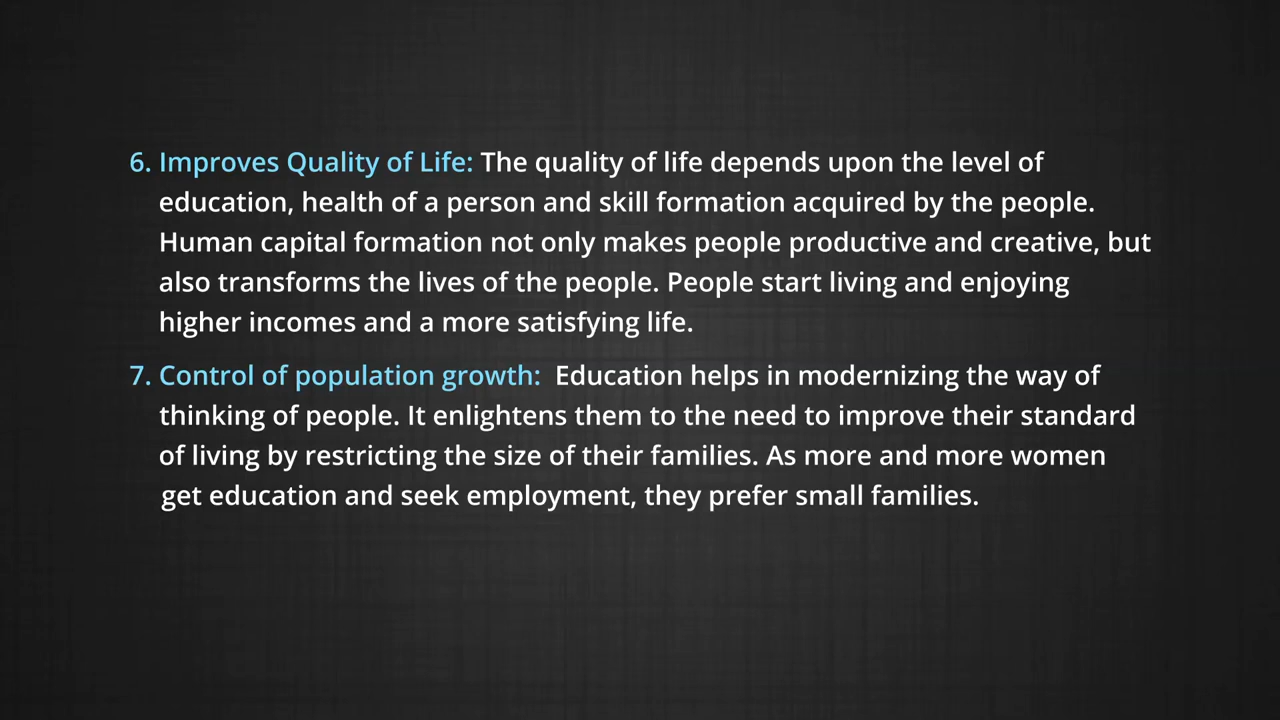 6. Improves Quality of Life: The quality of life depends upon the level of
education, health of a person and skill formation acquired by the people.
Human capital formation not only makes people productive and creative, but
also transforms the lives of the people. People start living and enjoying
higher incomes and a more satisfying life.
7. Control of population growth: Education helps in modernizing the way of
thinking of people. It enlightens them to the need to improve their standard
of living by restricting the size of their families. As more and more women
get education and seek employment, they prefer small families.